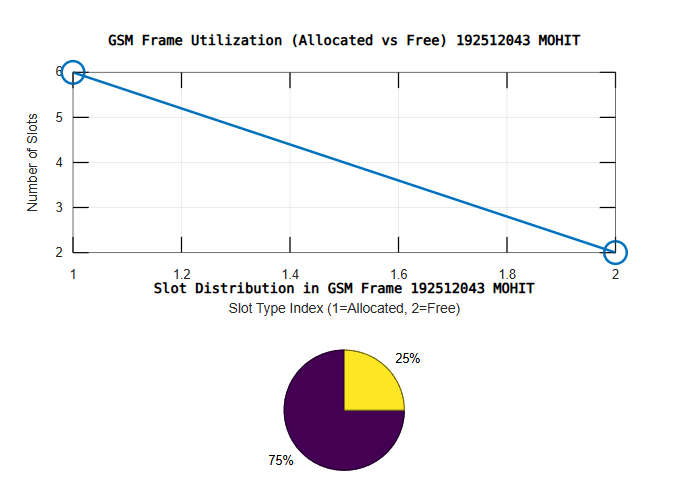 GSM Frame Utilization (Allocated vs Free) 192512043 MOHIT
6
5
4
3
2
Number of Slots
1 1.2 1.4 1.6 1.8 2
Slot Distribution in GSM Frame 192512043 MOHIT
Slot Type Index (1=Allocated, 2=Free)
25%
75%